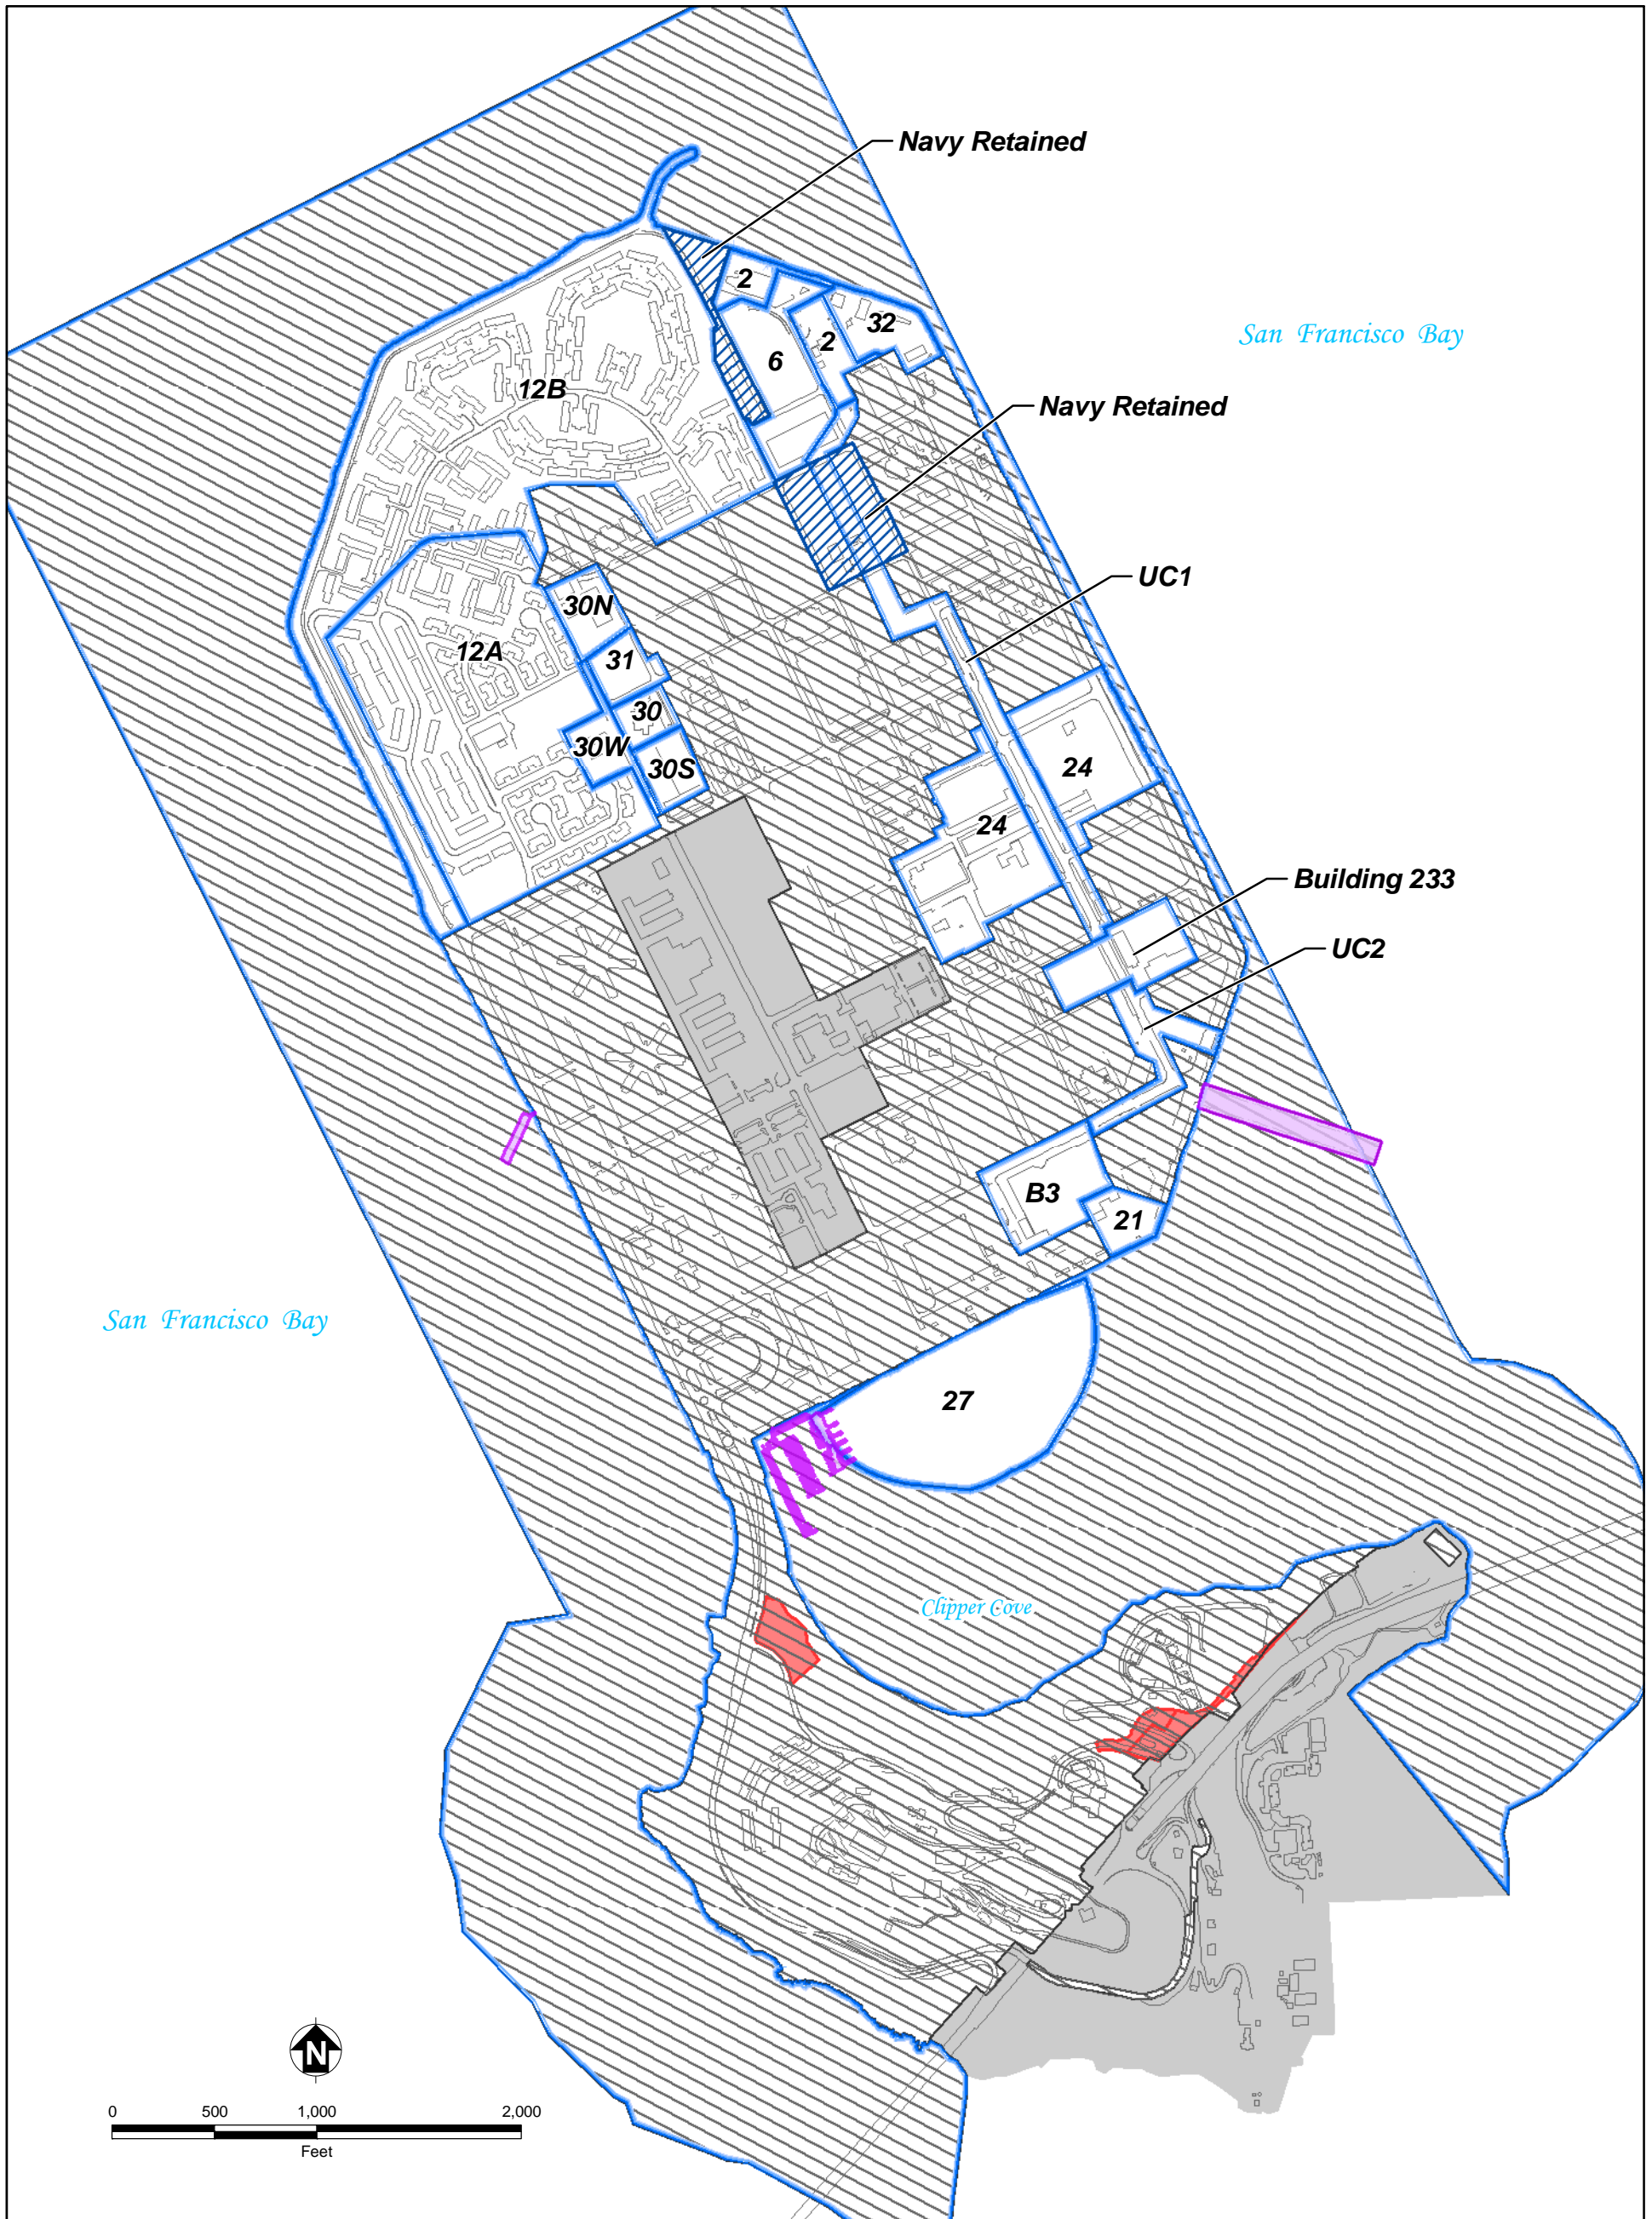 Navy Retained
2
32
San Francisco Bay
2
6
12B
Navy Retained
UC1
30N
12A
31
30
30W
30S
24
24
Building 233
UC2
B3
21
San Francisco Bay
27
Clipper Cove
N
0 500 1,000 2,000
Feet